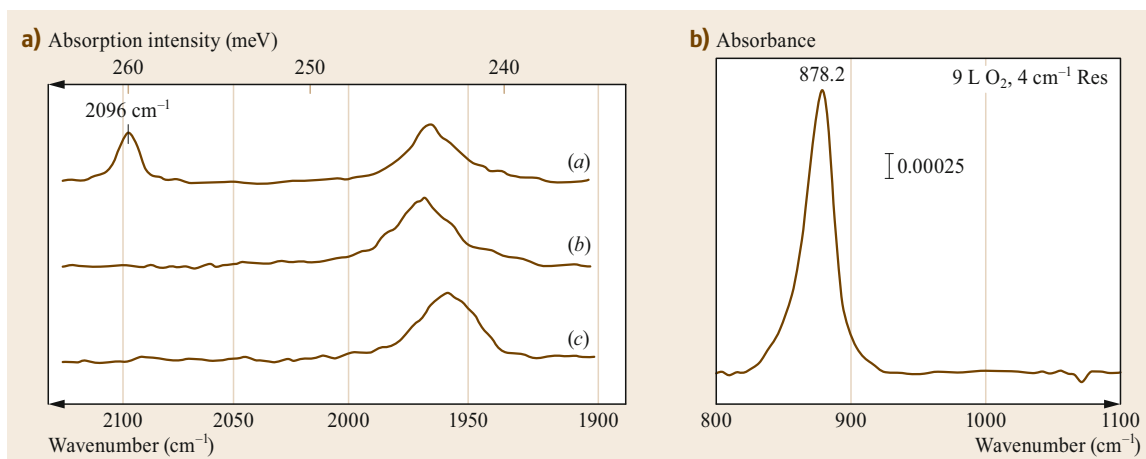 a) Absorption intensity (meV)
260 250 240
2096 cm⁻¹
(a)
(b)
(c)
2100 2050 2000 1950 1900
Wavenumber (cm⁻¹)
b) Absorbance
878.2 9 L O₂, 4 cm⁻¹ Res
0.00025
800 900 1000 1100
Wavenumber (cm⁻¹)